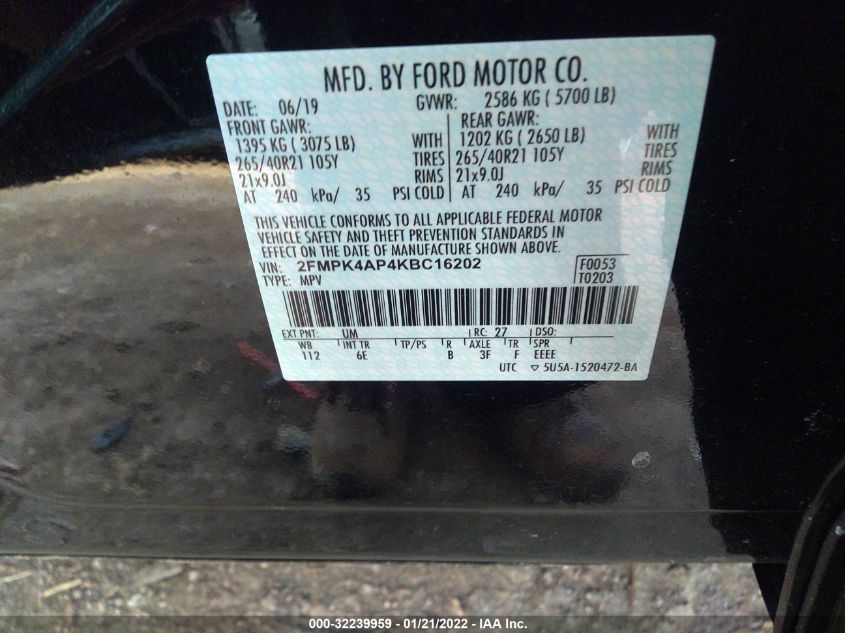 MFD. BY FORD MOTOR CO.
DATE: 06/19 GVWR: 2586 KG ( 5700 LB)
FRONT GAWR: REAR GAWR:
1395 KG ( 3075 LB) WITH 1202 KG ( 2650 LB) WITH
265/40R21 105Y TIRES 265/40R21 105Y TIRES
21x9.0J RIMS 21x9.0J RIMS
AT 240 kPa/ 35 PSI COLD AT 240 kPa/ 35 PSI COLD
THIS VEHICLE CONFORMS TO ALL APPLICABLE FEDERAL MOTOR
VEHICLE SAFETY AND THEFT PREVENTION STANDARDS IN
EFFECT ON THE DATE OF MANUFACTURE SHOWN ABOVE.
VIN: 2FMPK4AP4KBC16202 F0053
TYPE: MPV T0203
EXT PNT: UM RC: 27 DSO:
WB INT TR TP/PS R AXLE TR SPR
112 6E B 3F F EEEE
UTC ▽ 5U5A-1520472-BA
000-32239959 - 01/21/2022 - IAA Inc.